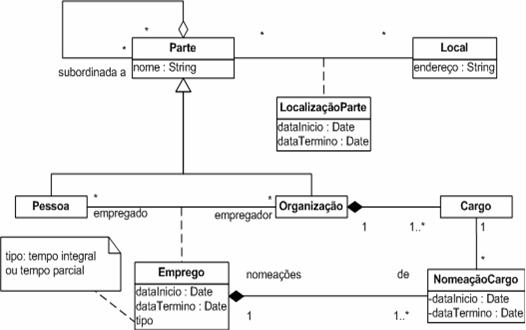 *
*
*
*
Parte
Local
nome : String
endereço : String
subordinada a
LocalizaçãoParte
dataInicio : Date
dataTermino : Date
*
*
Pessoa
Organização
Cargo
empregado
empregador
1
1..*
1
tipo: tempo integral
ou tempo parcial
*
Emprego
nomeações
de
NomeaçãoCargo
dataInicio : Date
-dataInicio : Date
dataTermino : Date
-dataTermino : Date
tipo
1
1..*